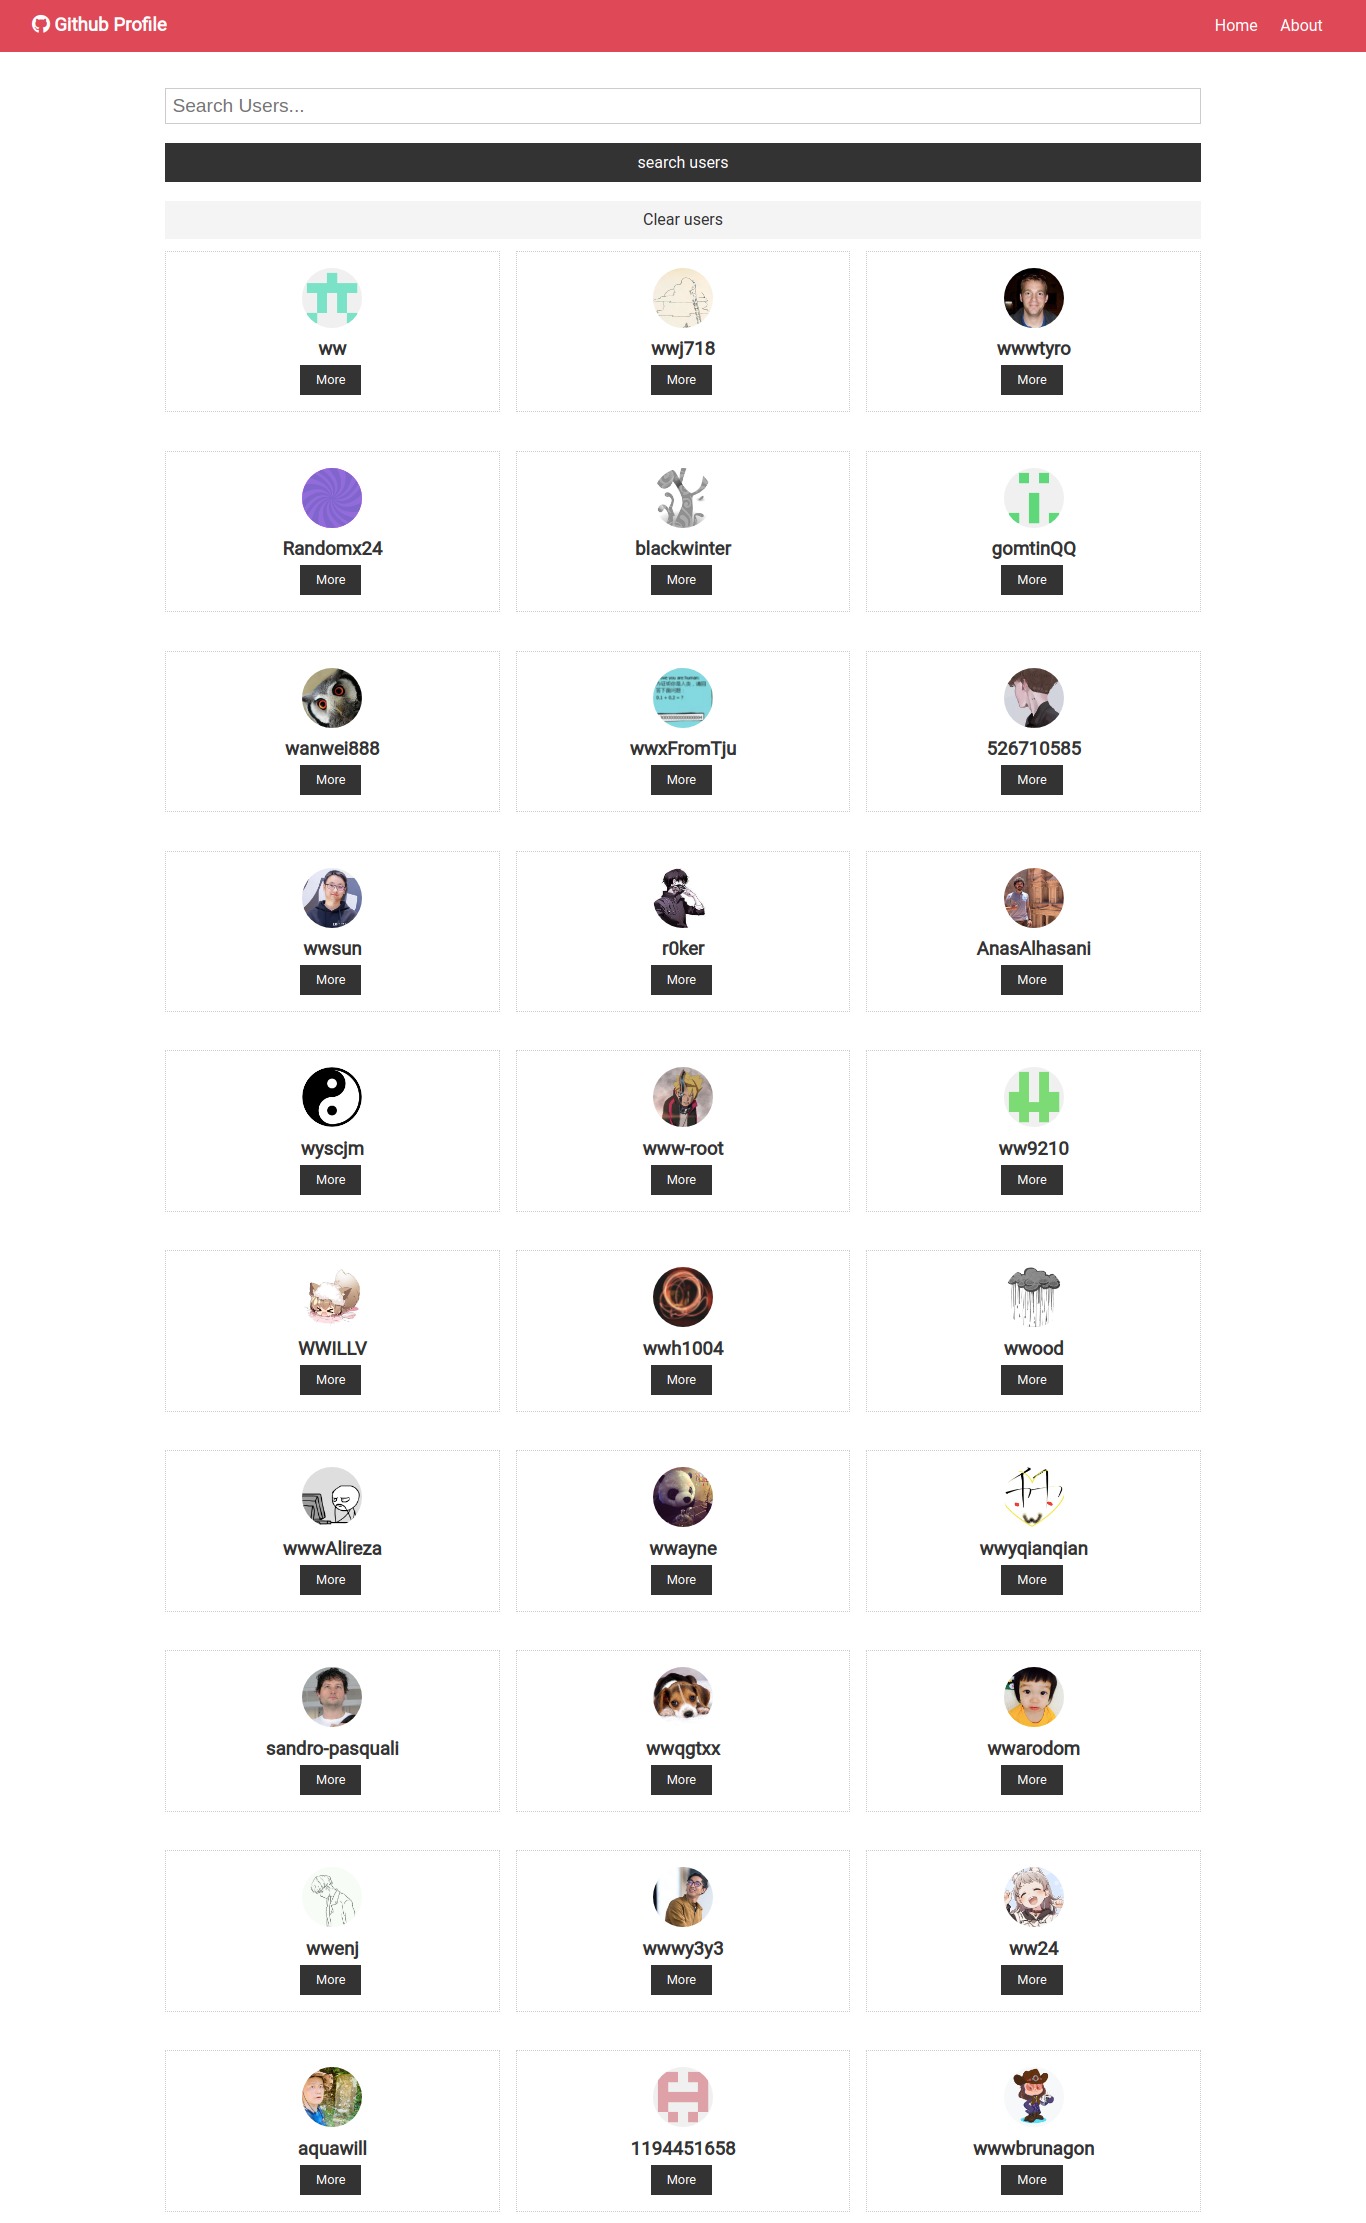 Github Profile
Home About
Search Users...
search users
Clear users
ww
wwj718
wwwtyro
More
More
More
Randomx24
blackwinter
gomtinQQ
More
More
More
wanwei888
wwxFromTju
526710585
More
More
More
wwsun
r0ker
AnasAlhasani
More
More
More
wyscjm
www-root
ww9210
More
More
More
WWILLV
wwh1004
wwood
More
More
More
wwwAlireza
wwayne
wwyqianqian
More
More
More
sandro-pasquali
wwqgtxx
wwarodom
More
More
More
wwenj
wwwy3y3
ww24
More
More
More
aquawill
1194451658
wwwbrunagon
More
More
More